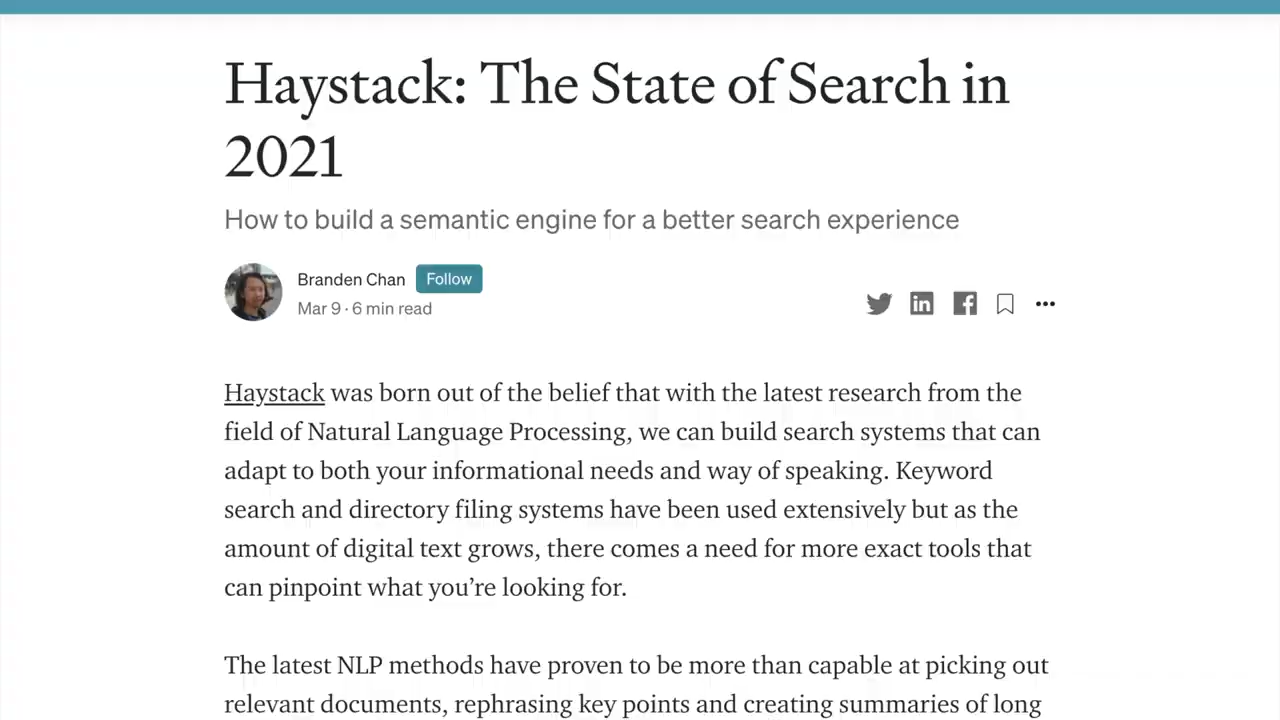 Haystack: The State of Search in
2021
How to build a semantic engine for a better search experience
Branden Chan Follow
Mar 9 · 6 min read
Haystack was born out of the belief that with the latest research from the
field of Natural Language Processing, we can build search systems that can
adapt to both your informational needs and way of speaking. Keyword
search and directory filing systems have been used extensively but as the
amount of digital text grows, there comes a need for more exact tools that
can pinpoint what you’re looking for.
The latest NLP methods have proven to be more than capable at picking out
relevant documents, rephrasing key points and creating summaries of long